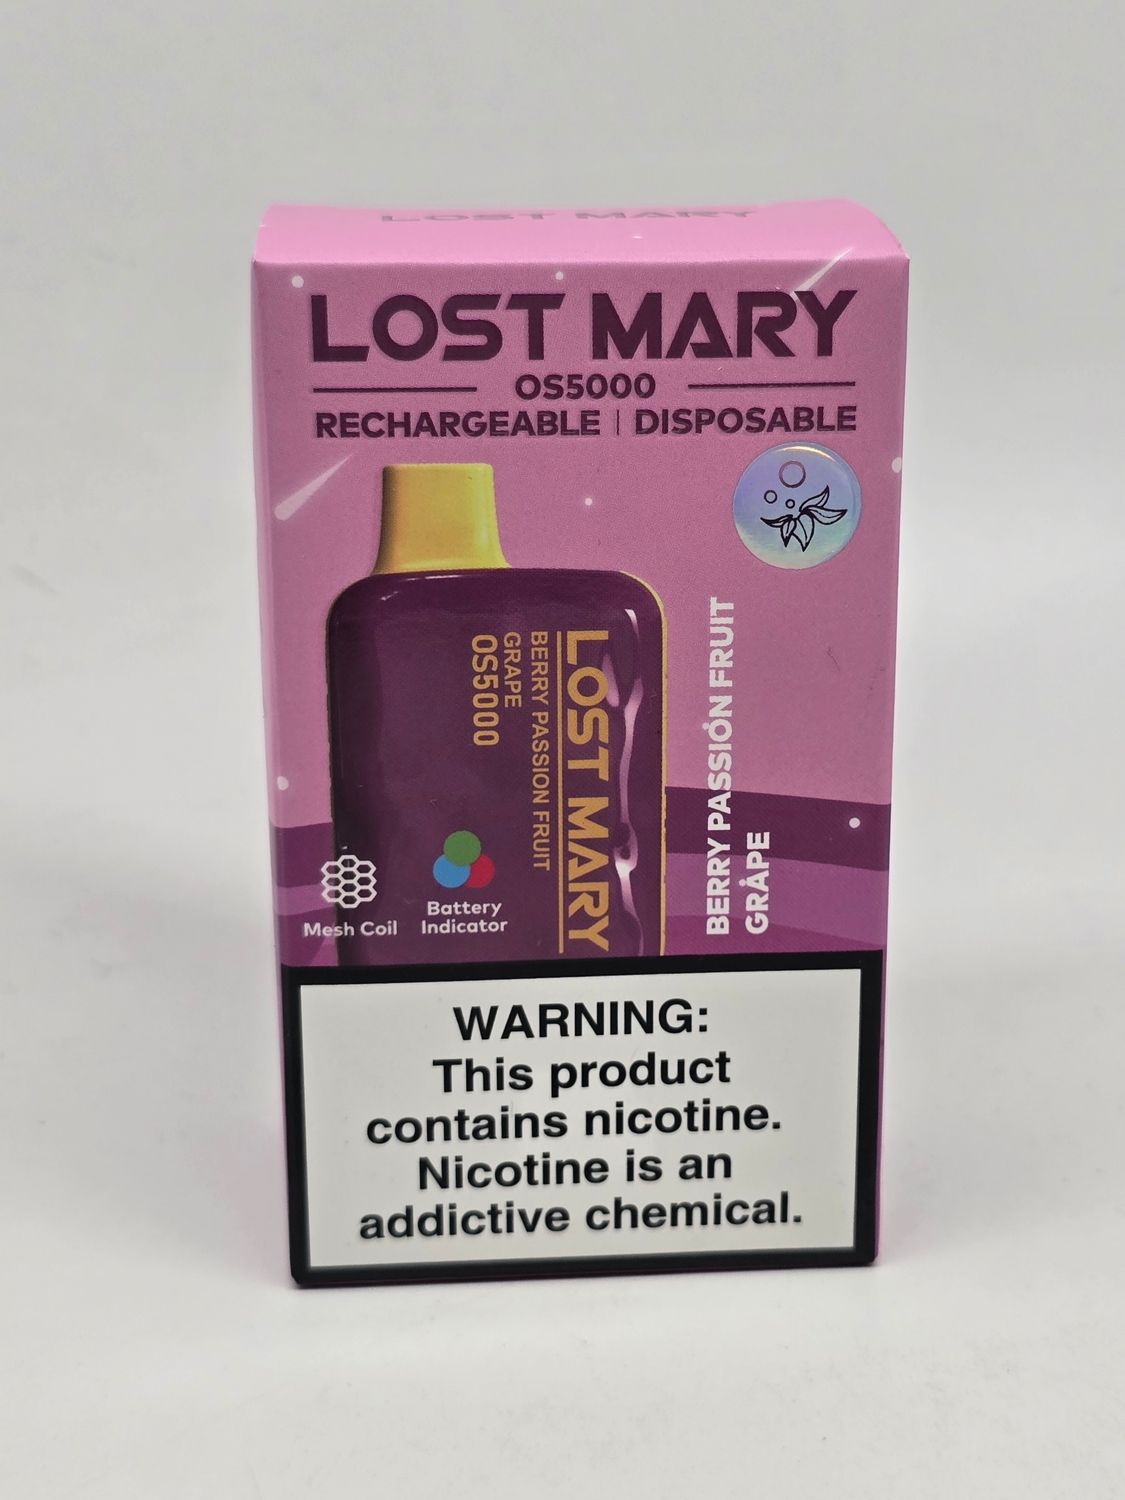 LOST MARY
LOST MARY
OS5000
RECHARGEABLE | DISPOSABLE
LOST MARY
BERRY PASSION FRUIT
GRAPE
OS5000
BERRY PASSION FRUIT
GRAPE
Mesh Coil
Battery
Indicator
WARNING:
This product
contains nicotine.
Nicotine is an
addictive chemical.